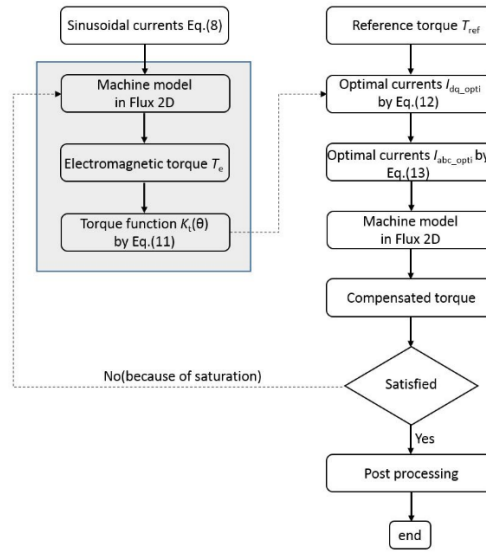 Sinusoidal currents Eq.(8)
Machine model
in Flux 2D
Electromagnetic torque Te
Torque function Kt(θ)
by Eq.(11)
Reference torque Tref
Optimal currents Idq_opti
by Eq.(12)
Optimal currents Iabc_opti by
Eq.(13)
Machine model
in Flux 2D
Compensated torque
No(because of saturation)
Satisfied
Yes
Post processing
end